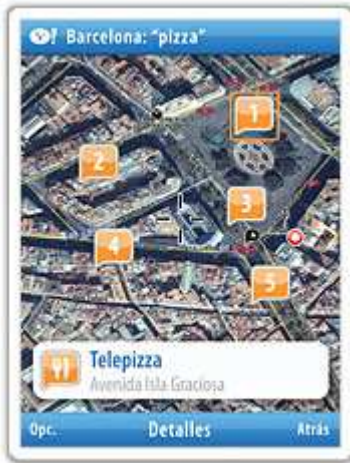 Y! Barcelona: "pizza"
1
2
3
4
5
Telepizza
Avenida Isla Graciosa
Opc. Detalles Atrás